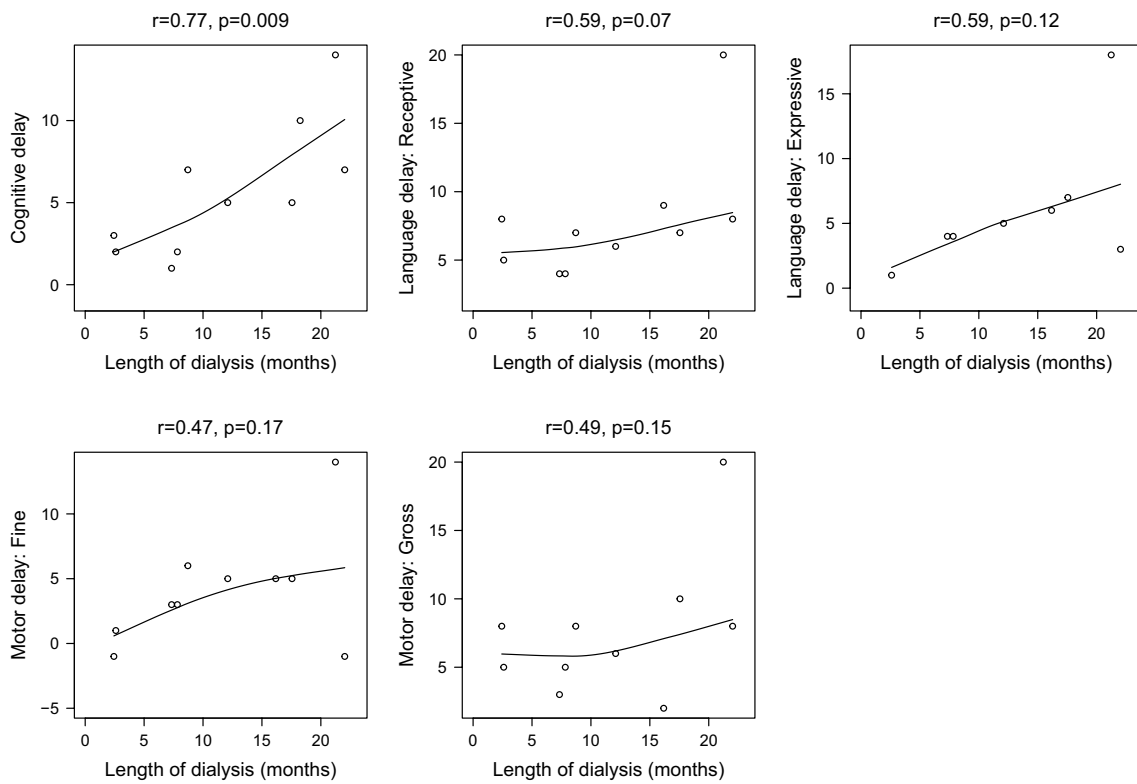 r=0.77, p=0.009
r=0.59, p=0.07
r=0.59, p=0.12
Cognitive delay
10
5
0
0 5 10 15 20
Length of dialysis (months)
Language delay: Receptive
20
15
10
5
0 5 10 15 20
Length of dialysis (months)
Language delay: Expressive
15
10
5
0
0 5 10 15 20
Length of dialysis (months)
r=0.47, p=0.17
r=0.49, p=0.15
Motor delay: Fine
10
5
0
−5
0 5 10 15 20
Length of dialysis (months)
Motor delay: Gross
20
15
10
5
0 5 10 15 20
Length of dialysis (months)